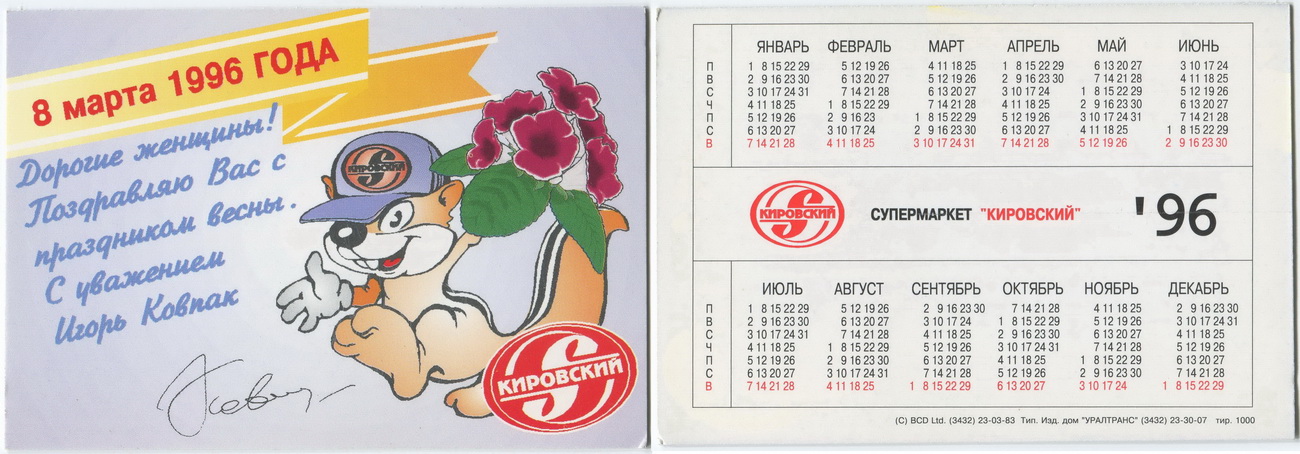 8 марта 1996 ГОДА
Дорогие женщины!
Поздравляю Вас с
праздником весны.
С уважением
Игорь Ковпак
КИРОВСКИЙ
КИРОВСКИЙ
ЯНВАРЬ ФЕВРАЛЬ МАРТ АПРЕЛЬ МАЙ ИЮНЬ
П 1 8 15 22 29 5 12 19 26 4 11 18 25 1 8 15 22 29 6 13 20 27 3 10 17 24
В 2 9 16 23 30 6 13 20 27 5 12 19 26 2 9 16 23 30 7 14 21 28 4 11 18 25
С 3 10 17 24 31 7 14 21 28 6 13 20 27 3 10 17 24 1 8 15 22 29 5 12 19 26
Ч 4 11 18 25 1 8 15 22 29 7 14 21 28 4 11 18 25 2 9 16 23 30 6 13 20 27
П 5 12 19 26 2 9 16 23 1 8 15 22 29 5 12 19 26 3 10 17 24 31 7 14 21 28
С 6 13 20 27 3 10 17 24 2 9 16 23 30 6 13 20 27 4 11 18 25 1 8 15 22 29
В 7 14 21 28 4 11 18 25 3 10 17 24 31 7 14 21 28 5 12 19 26 2 9 16 23 30
КИРОВСКИЙ
СУПЕРМАРКЕТ "КИРОВСКИЙ" '96
ИЮЛЬ АВГУСТ СЕНТЯБРЬ ОКТЯБРЬ НОЯБРЬ ДЕКАБРЬ
П 1 8 15 22 29 5 12 19 26 2 9 16 23 30 7 14 21 28 4 11 18 25 2 9 16 23 30
В 2 9 16 23 30 6 13 20 27 3 10 17 24 1 8 15 22 29 5 12 19 26 3 10 17 24 31
С 3 10 17 24 31 7 14 21 28 4 11 18 25 2 9 16 23 30 6 13 20 27 4 11 18 25
Ч 4 11 18 25 1 8 15 22 29 5 12 19 26 3 10 17 24 31 7 14 21 28 5 12 19 26
П 5 12 19 26 2 9 16 23 30 6 13 20 27 4 11 18 25 1 8 15 22 29 6 13 20 27
С 6 13 20 27 3 10 17 24 31 7 14 21 28 5 12 19 26 2 9 16 23 30 7 14 21 28
В 7 14 21 28 4 11 18 25 1 8 15 22 29 6 13 20 27 3 10 17 24 1 8 15 22 29
(C) BCD Ltd. (3432) 23-03-83 Тип. Изд. дом "УРАЛТРАНС" (3432) 23-30-07 тир. 1000